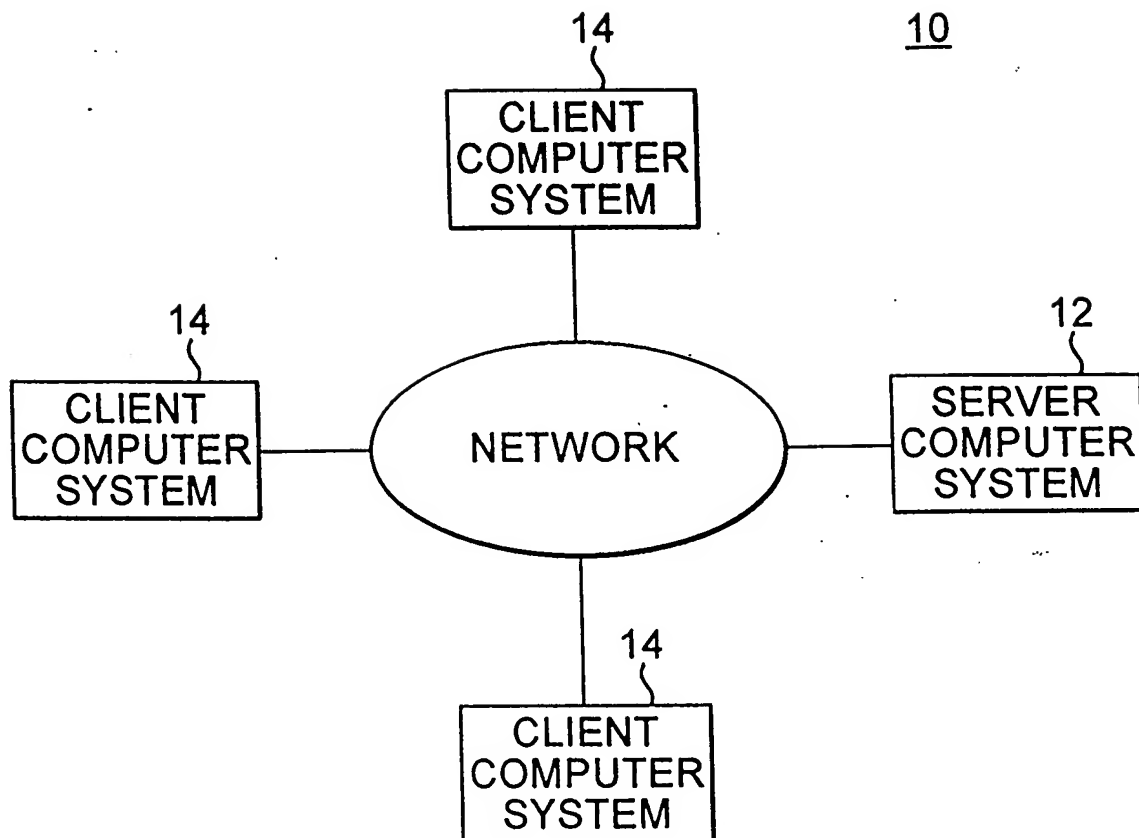 10
14
CLIENT
COMPUTER
SYSTEM
14
CLIENT
COMPUTER
SYSTEM
NETWORK
12
SERVER
COMPUTER
SYSTEM
14
CLIENT
COMPUTER
SYSTEM